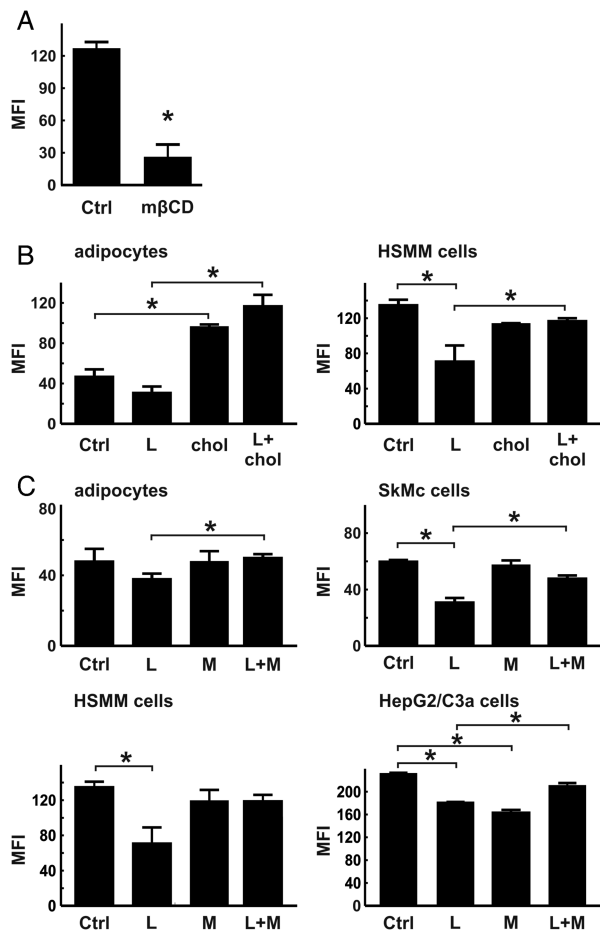 A
MFI
120
90
60
30
0
*
Ctrl
mβCD
B
adipocytes
MFI
120
80
40
0
*
*
Ctrl
L
chol
L+
chol
HSMM cells
MFI
120
80
40
0
*
*
Ctrl
L
chol
L+
chol
C
adipocytes
MFI
80
40
0
*
Ctrl
L
M
L+M
SkMc cells
MFI
80
40
0
*
*
Ctrl
L
M
L+M
HSMM cells
MFI
120
80
40
0
*
Ctrl
L
M
L+M
HepG2/C3a cells
MFI
200
160
120
80
40
0
*
*
*
Ctrl
L
M
L+M